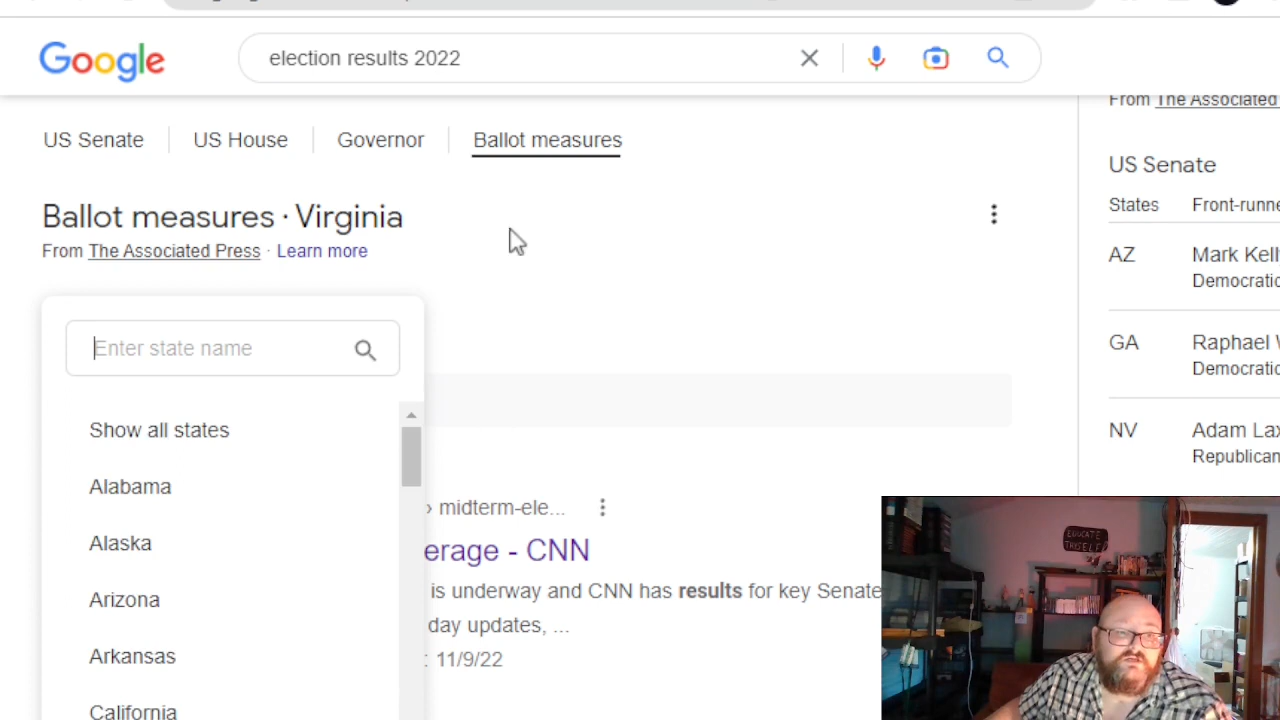 Google
election results 2022
US Senate
US House
Governor
Ballot measures
Ballot measures · Virginia
From The Associated Press · Learn more
Enter state name
Show all states
Alabama
Alaska
Arizona
Arkansas
California
› midterm-ele...
erage - CNN
is underway and CNN has results for key Senate
day updates, ...
: 11/9/22
From The Associated
US Senate
States Front-runne
AZ Mark Kell
Democratic
GA Raphael W
Democratic
NV Adam Lax
Republican
EDUCATE
THYSELF